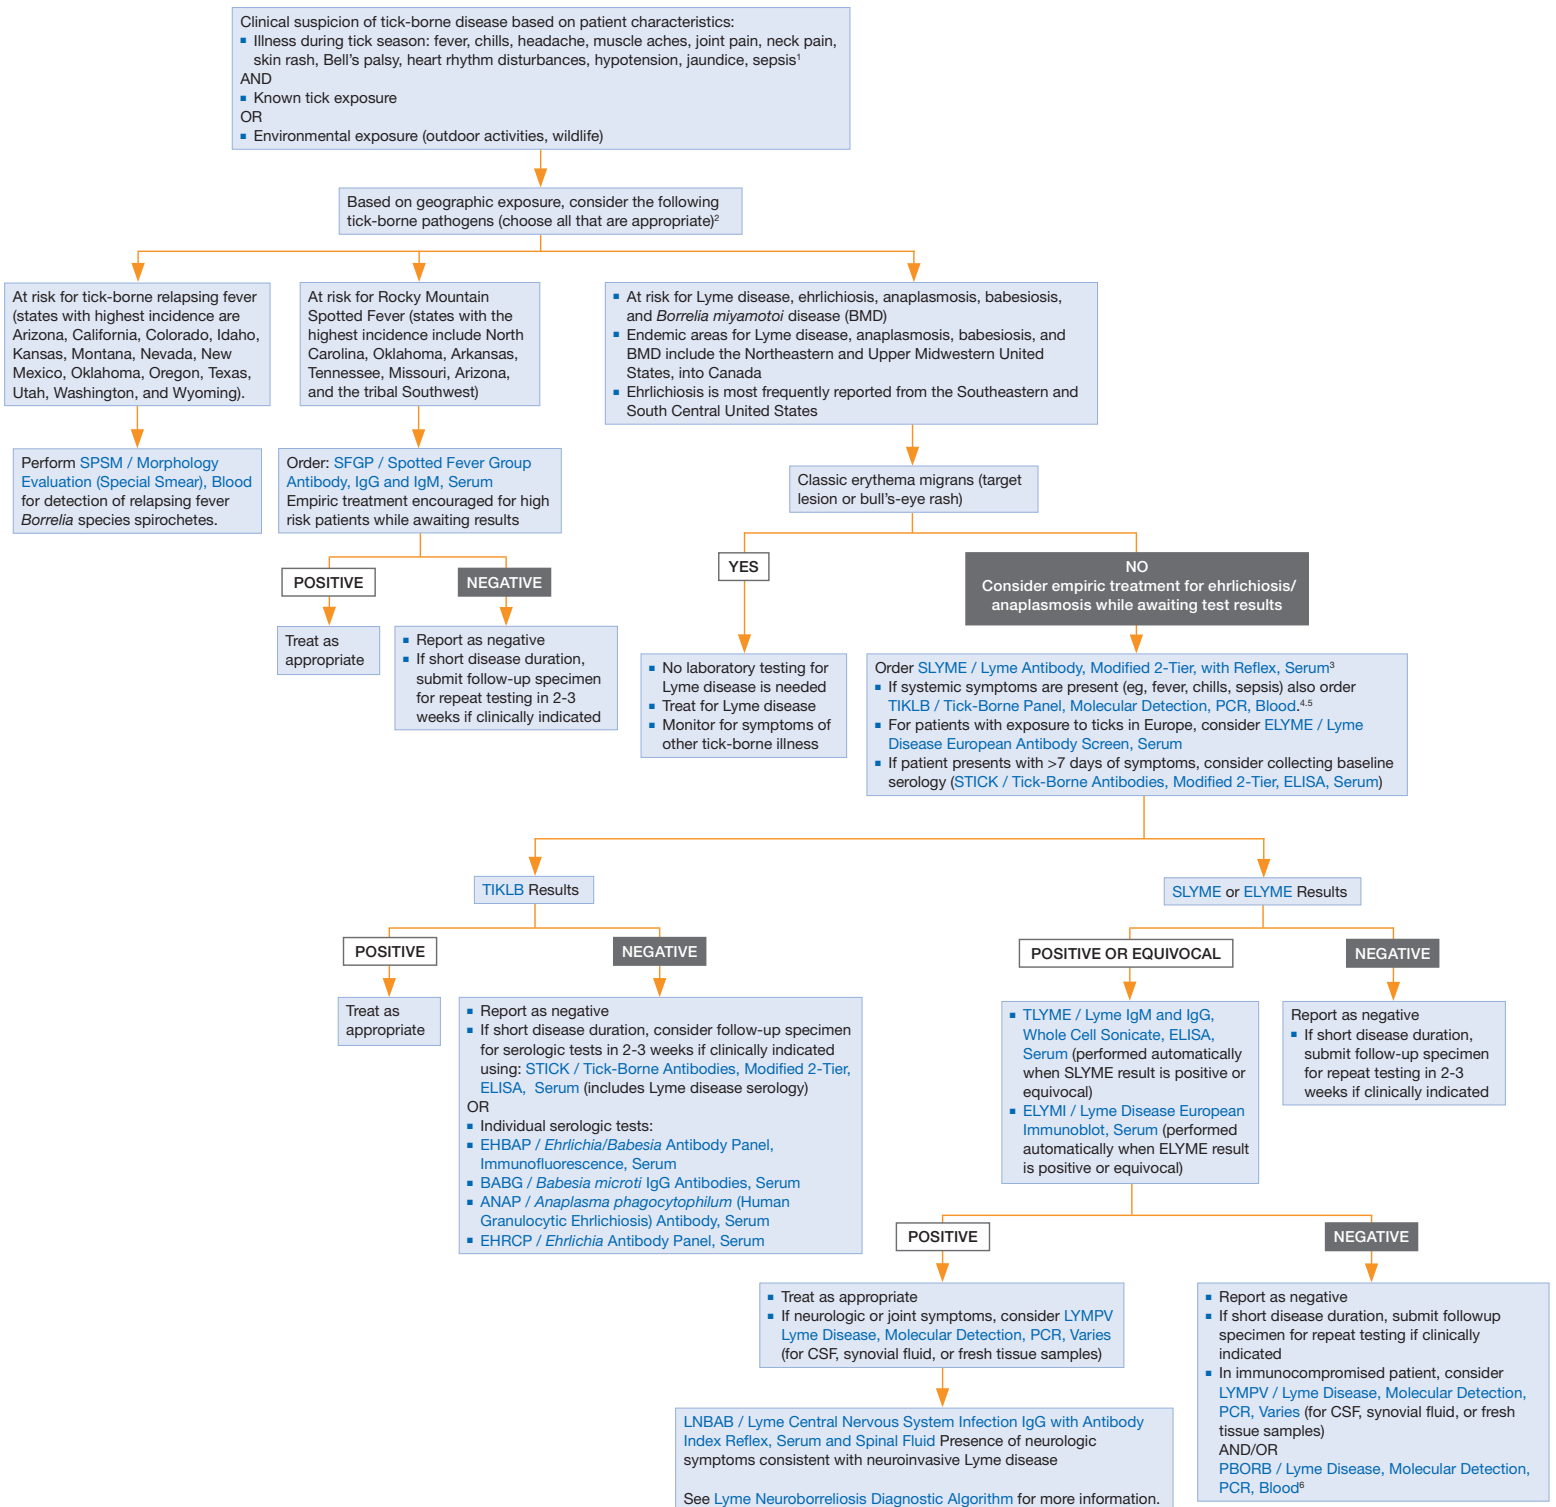 Clinical suspicion of tick-borne disease based on patient characteristics:
▪ Illness during tick season: fever, chills, headache, muscle aches, joint pain, neck pain,
skin rash, Bell's palsy, heart rhythm disturbances, hypotension, jaundice, sepsis¹
AND
▪ Known tick exposure
OR
▪ Environmental exposure (outdoor activities, wildlife)
Based on geographic exposure, consider the following
tick-borne pathogens (choose all that are appropriate)²
At risk for tick-borne relapsing fever
(states with highest incidence are
Arizona, California, Colorado, Idaho,
Kansas, Montana, Nevada, New
Mexico, Oklahoma, Oregon, Texas,
Utah, Washington, and Wyoming).
At risk for Rocky Mountain
Spotted Fever (states with the
highest incidence include North
Carolina, Oklahoma, Arkansas,
Tennessee, Missouri, Arizona,
and the tribal Southwest)
▪ At risk for Lyme disease, ehrlichiosis, anaplasmosis, babesiosis,
and Borrelia miyamotoi disease (BMD)
▪ Endemic areas for Lyme disease, anaplasmosis, babesiosis, and
BMD include the Northeastern and Upper Midwestern United
States, into Canada
▪ Ehrlichiosis is most frequently reported from the Southeastern and
South Central United States
Perform SPSM / Morphology
Evaluation (Special Smear), Blood
for detection of relapsing fever
Borrelia species spirochetes.
Order: SFGP / Spotted Fever Group
Antibody, IgG and IgM, Serum
Empiric treatment encouraged for high
risk patients while awaiting results
Classic erythema migrans (target
lesion or bull's-eye rash)
POSITIVE
NEGATIVE
YES
NO
Consider empiric treatment for ehrlichiosis/
anaplasmosis while awaiting test results
Treat as
appropriate
▪ Report as negative
▪ If short disease duration,
submit follow-up specimen
for repeat testing in 2-3
weeks if clinically indicated
▪ No laboratory testing for
Lyme disease is needed
▪ Treat for Lyme disease
▪ Monitor for symptoms of
other tick-borne illness
Order SLYME / Lyme Antibody, Modified 2-Tier, with Reflex, Serum³
▪ If systemic symptoms are present (eg, fever, chills, sepsis) also order
TIKLB / Tick-Borne Panel, Molecular Detection, PCR, Blood.⁴·⁵
▪ For patients with exposure to ticks in Europe, consider ELYME / Lyme
Disease European Antibody Screen, Serum
▪ If patient presents with >7 days of symptoms, consider collecting baseline
serology (STICK / Tick-Borne Antibodies, Modified 2-Tier, ELISA, Serum)
TIKLB Results
SLYME or ELYME Results
POSITIVE
NEGATIVE
POSITIVE OR EQUIVOCAL
NEGATIVE
Treat as
appropriate
▪ Report as negative
▪ If short disease duration, consider follow-up specimen
for serologic tests in 2-3 weeks if clinically indicated
using: STICK / Tick-Borne Antibodies, Modified 2-Tier,
ELISA, Serum (includes Lyme disease serology)
OR
▪ Individual serologic tests:
▪ EHBAP / Ehrlichia/Babesia Antibody Panel,
Immunofluorescence, Serum
▪ BABG / Babesia microti IgG Antibodies, Serum
▪ ANAP / Anaplasma phagocytophilum (Human
Granulocytic Ehrlichiosis) Antibody, Serum
▪ EHRCP / Ehrlichia Antibody Panel, Serum
▪ TLYME / Lyme IgM and IgG,
Whole Cell Sonicate, ELISA,
Serum (performed automatically
when SLYME result is positive or
equivocal)
▪ ELYMI / Lyme Disease European
Immunoblot, Serum (performed
automatically when ELYME result
is positive or equivocal)
Report as negative
▪ If short disease duration,
submit follow-up specimen
for repeat testing in 2-3
weeks if clinically indicated
POSITIVE
NEGATIVE
▪ Treat as appropriate
▪ If neurologic or joint symptoms, consider LYMPV
Lyme Disease, Molecular Detection, PCR, Varies
(for CSF, synovial fluid, or fresh tissue samples)
▪ Report as negative
▪ If short disease duration, submit followup
specimen for repeat testing if clinically
indicated
▪ In immunocompromised patient, consider
LYMPV / Lyme Disease, Molecular Detection,
PCR, Varies (for CSF, synovial fluid, or fresh
tissue samples)
AND/OR
PBORB / Lyme Disease, Molecular Detection,
PCR, Blood⁶
LNBAB / Lyme Central Nervous System Infection IgG with Antibody
Index Reflex, Serum and Spinal Fluid Presence of neurologic
symptoms consistent with neuroinvasive Lyme disease
See Lyme Neuroborreliosis Diagnostic Algorithm for more information.